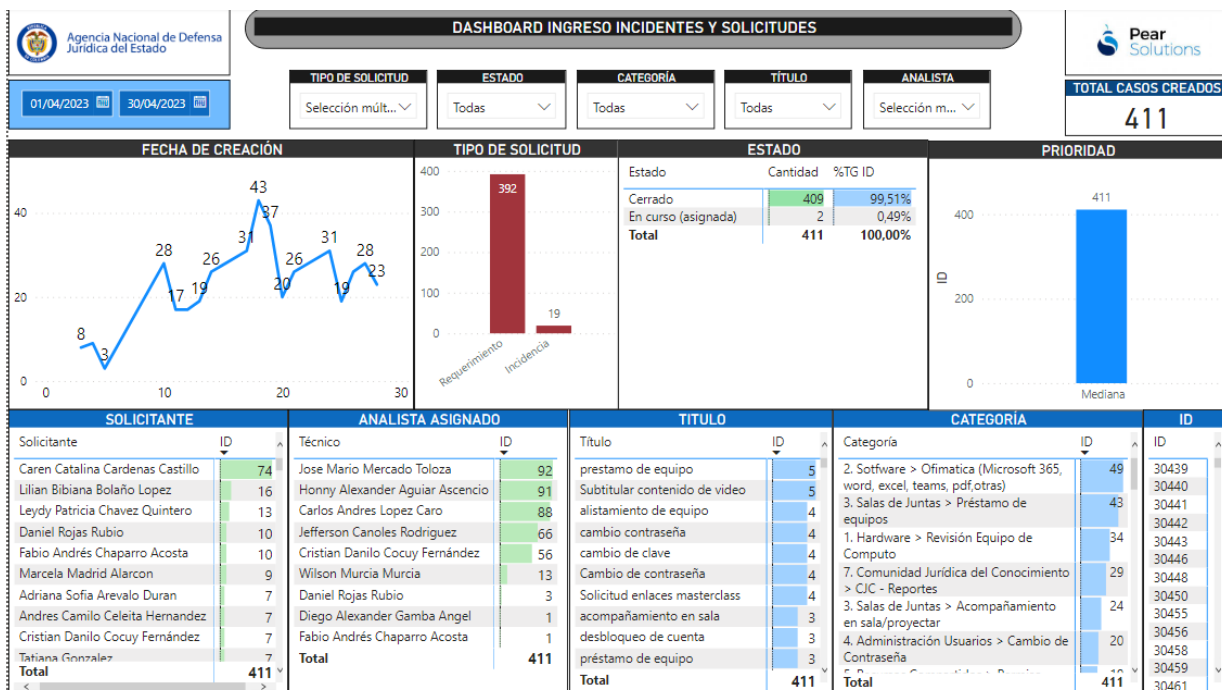 Agencia Nacional de Defensa
Jurídica del Estado
DASHBOARD INGRESO INCIDENTES Y SOLICITUDES
Pear
Solutions
01/04/2023 30/04/2023
TIPO DE SOLICITUD
Selección múlt...
ESTADO
Todas
CATEGORÍA
Todas
TÍTULO
Todas
ANALISTA
Selección m...
TOTAL CASOS CREADOS
411
FECHA DE CREACIÓN
43
40
37
31
31
28
28
26
26
23
20
20
19
19
17
8
3
0
0 10 20 30
TIPO DE SOLICITUD
400
392
300
200
100
19
0
Requerimiento
Incidencia
ESTADO
Estado Cantidad %TG ID
Cerrado 409 99,51%
En curso (asignada) 2 0,49%
Total 411 100,00%
PRIORIDAD
411
400
ID
200
0
Mediana
SOLICITANTE
Solicitante ID
Caren Catalina Cardenas Castillo 74
Lilian Bibiana Bolaño Lopez 16
Leydy Patricia Chavez Quintero 13
Daniel Rojas Rubio 10
Fabio Andrés Chaparro Acosta 10
Marcela Madrid Alarcon 9
Adriana Sofia Arevalo Duran 7
Andres Camilo Celeita Hernandez 7
Cristian Danilo Cocuy Fernández 7
Tatiana Gonzalez 7
Total 411
ANALISTA ASIGNADO
Técnico ID
Jose Mario Mercado Toloza 92
Honny Alexander Aguiar Ascencio 91
Carlos Andres Lopez Caro 88
Jefferson Canoles Rodriguez 66
Cristian Danilo Cocuy Fernández 56
Wilson Murcia Murcia 13
Daniel Rojas Rubio 3
Diego Alexander Gamba Angel 1
Fabio Andrés Chaparro Acosta 1
Total 411
TITULO
Título ID
prestamo de equipo 5
Subtitular contenido de video 5
alistamiento de equipo 4
cambio contraseña 4
cambio de clave 4
Cambio de contraseña 4
Solicitud enlaces masterclass 4
acompañamiento en sala 3
desbloqueo de cuenta 3
préstamo de equipo 3
Total 411
CATEGORÍA
Categoría ID
2. Sotfware > Ofimatica (Microsoft 365, 49
word, excel, teams, pdf,otras)
3. Salas de Juntas > Préstamo de 43
equipos
1. Hardware > Revisión Equipo de 34
Computo
7. Comunidad Jurídica del Conocimiento 29
> CJC - Reportes
3. Salas de Juntas > Acompañamiento 24
en sala/proyectar
4. Administración Usuarios > Cambio de 20
Contraseña
Total 411
ID
ID
30439
30440
30441
30442
30443
30446
30448
30450
30455
30456
30458
30459
30461